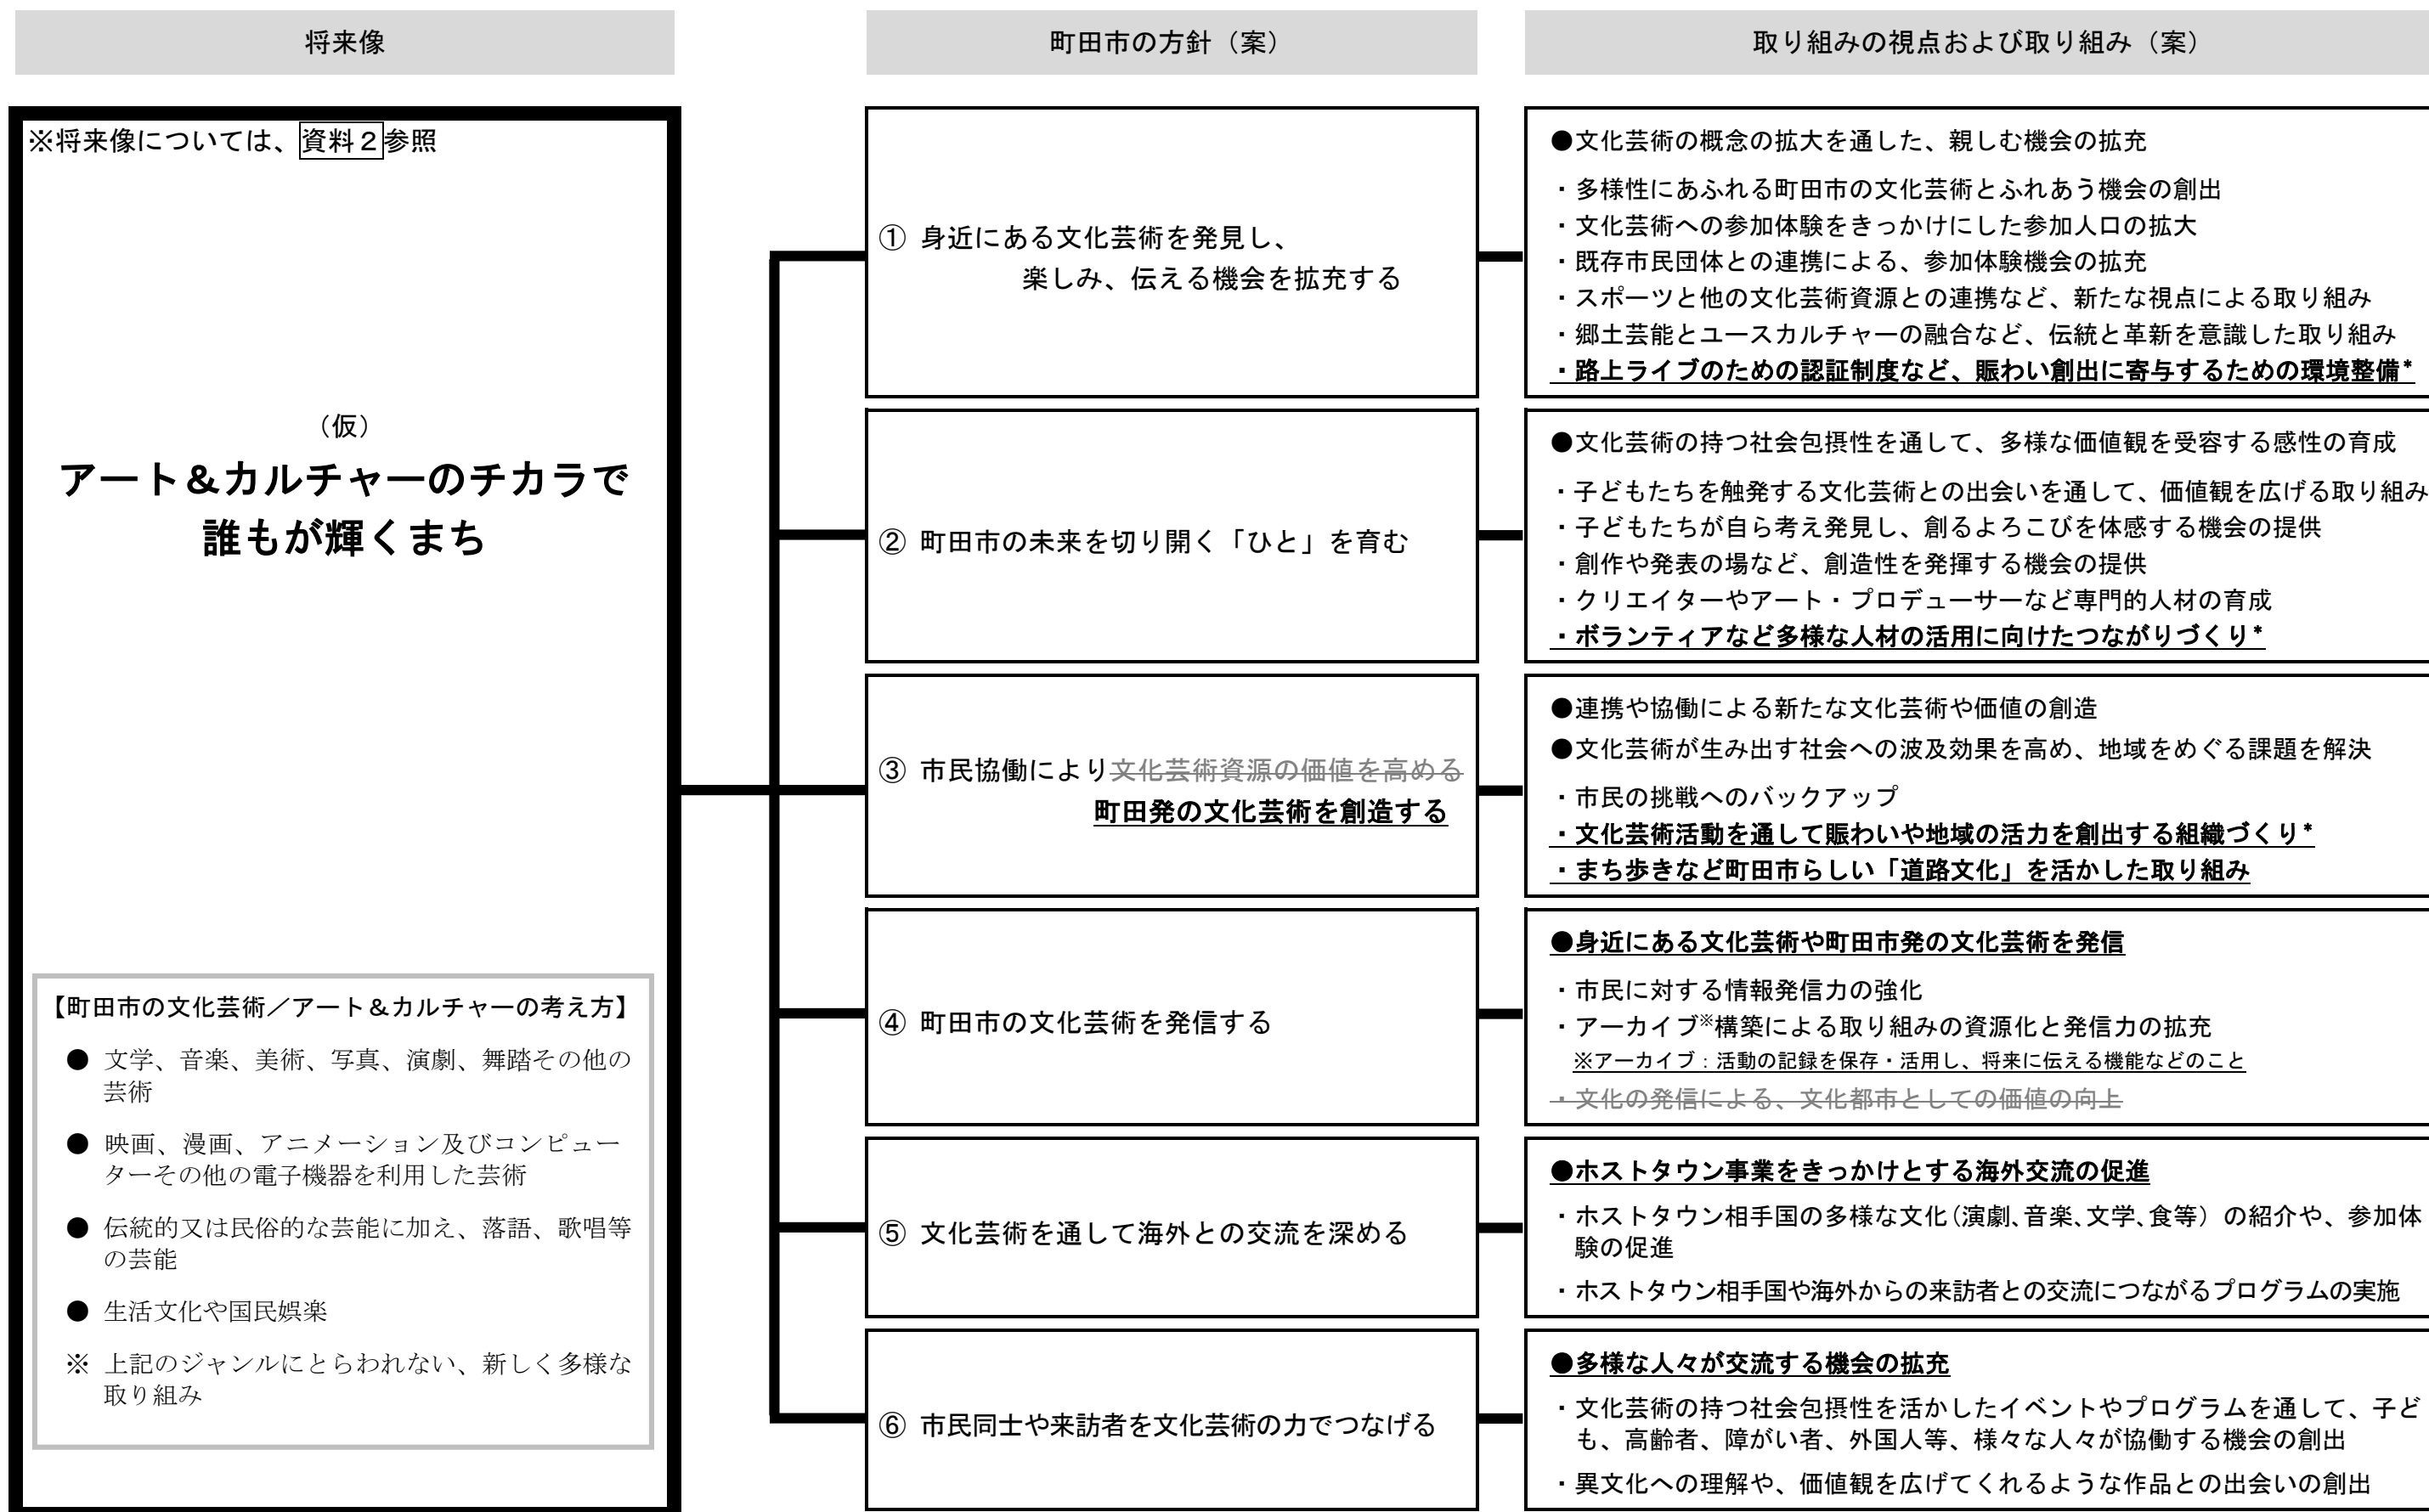 将来像
町田市の方針（案）
取り組みの視点および取り組み（案）
※将来像については、資料２参照
（仮）
アート＆カルチャーのチカラで
誰もが輝くまち
【町田市の文化芸術／アート＆カルチャーの考え方】
● 文学、音楽、美術、写真、演劇、舞踏その他の
芸術
● 映画、漫画、アニメーション及びコンピュー
ターその他の電子機器を利用した芸術
● 伝統的又は民俗的な芸能に加え、落語、歌唱等
の芸能
● 生活文化や国民娯楽
※ 上記のジャンルにとらわれない、新しく多様な
取り組み
① 身近にある文化芸術を発見し、
楽しみ、伝える機会を拡充する
●文化芸術の概念の拡大を通した、親しむ機会の拡充
・多様性にあふれる町田市の文化芸術とふれあう機会の創出
・文化芸術への参加体験をきっかけにした参加人口の拡大
・既存市民団体との連携による、参加体験機会の拡充
・スポーツと他の文化芸術資源との連携など、新たな視点による取り組み
・郷土芸能とユースカルチャーの融合など、伝統と革新を意識した取り組み
・路上ライブのための認証制度など、賑わい創出に寄与するための環境整備*
② 町田市の未来を切り開く「ひと」を育む
●文化芸術の持つ社会包摂性を通して、多様な価値観を受容する感性の育成
・子どもたちを触発する文化芸術との出会いを通して、価値観を広げる取り組み
・子どもたちが自ら考え発見し、創るよろこびを体感する機会の提供
・創作や発表の場など、創造性を発揮する機会の提供
・クリエイターやアート・プロデューサーなど専門的人材の育成
・ボランティアなど多様な人材の活用に向けたつながりづくり*
③ 市民協働により文化芸術資源の価値を高める
町田発の文化芸術を創造する
●連携や協働による新たな文化芸術や価値の創造
●文化芸術が生み出す社会への波及効果を高め、地域をめぐる課題を解決
・市民の挑戦へのバックアップ
・文化芸術活動を通して賑わいや地域の活力を創出する組織づくり*
・まち歩きなど町田市らしい「道路文化」を活かした取り組み
④ 町田市の文化芸術を発信する
●身近にある文化芸術や町田市発の文化芸術を発信
・市民に対する情報発信力の強化
・アーカイブ※構築による取り組みの資源化と発信力の拡充
※アーカイブ：活動の記録を保存・活用し、将来に伝える機能などのこと
・文化の発信による、文化都市としての価値の向上
⑤ 文化芸術を通して海外との交流を深める
●ホストタウン事業をきっかけとする海外交流の促進
・ホストタウン相手国の多様な文化（演劇、音楽、文学、食等）の紹介や、参加体
験の促進
・ホストタウン相手国や海外からの来訪者との交流につながるプログラムの実施
⑥ 市民同士や来訪者を文化芸術の力でつなげる
●多様な人々が交流する機会の拡充
・文化芸術の持つ社会包摂性を活かしたイベントやプログラムを通して、子ど
も、高齢者、障がい者、外国人等、様々な人々が協働する機会の創出
・異文化への理解や、価値観を広げてくれるような作品との出会いの創出